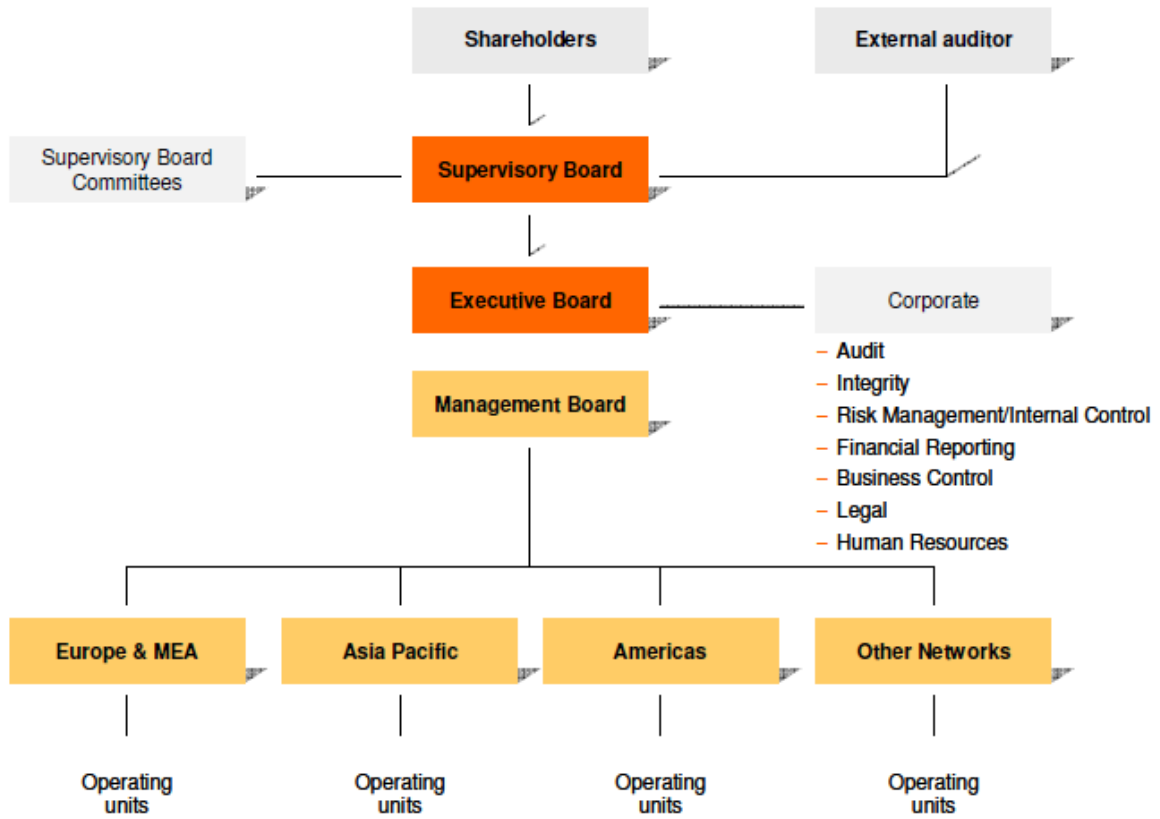 Shareholders
External auditor
Supervisory Board
Committees
Supervisory Board
Executive Board
Corporate
– Audit
– Integrity
– Risk Management/Internal Control
– Financial Reporting
– Business Control
– Legal
– Human Resources
Management Board
Europe & MEA
Asia Pacific
Americas
Other Networks
Operating
units
Operating
units
Operating
units
Operating
units